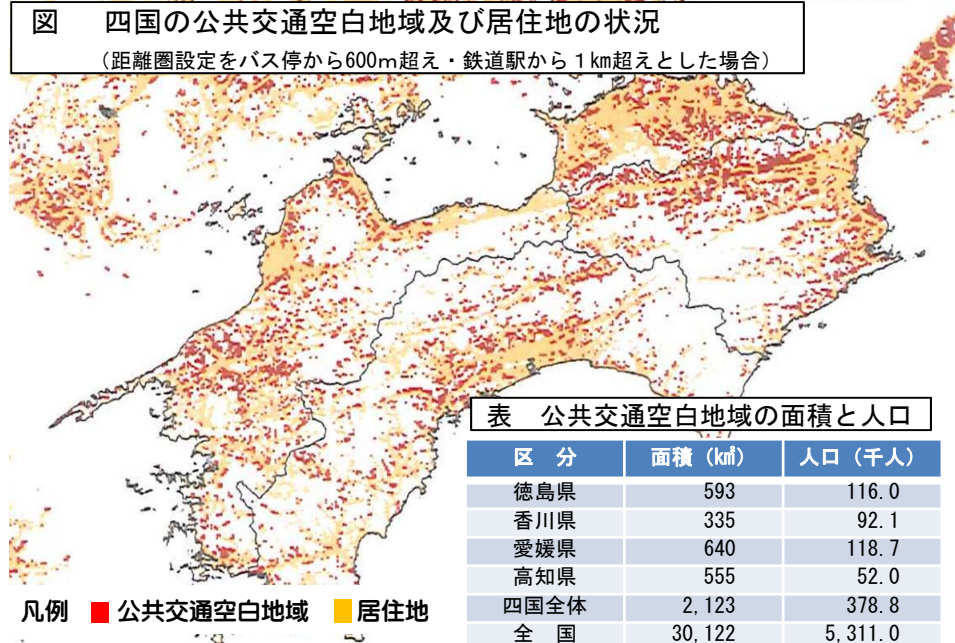 図　四国の公共交通空白地域及び居住地の状況
（距離圏設定をバス停から600ｍ超え・鉄道駅から１km超えとした場合）
表　公共交通空白地域の面積と人口
区　分　面積（k㎡）　人口（千人）
徳島県　593　116.0
香川県　335　92.1
愛媛県　640　118.7
高知県　555　52.0
四国全体　2,123　378.8
全　国　30,122　5,311.0
凡例　公共交通空白地域　居住地